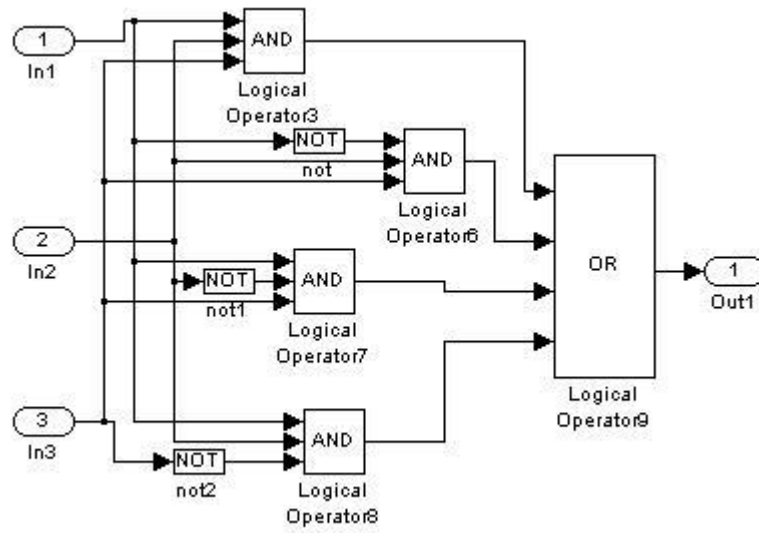 1
In1
AND
Logical
Operator3
NOT
not
AND
Logical
Operator6
2
In2
NOT
not1
AND
Logical
Operator7
OR
Logical
Operator9
1
Out1
3
In3
NOT
not2
AND
Logical
Operator8